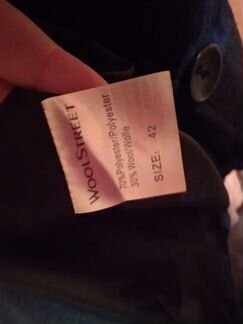 WOOLSTREET
70%Polyester/Polyester
30% Wool/Wolle
SIZE: 42